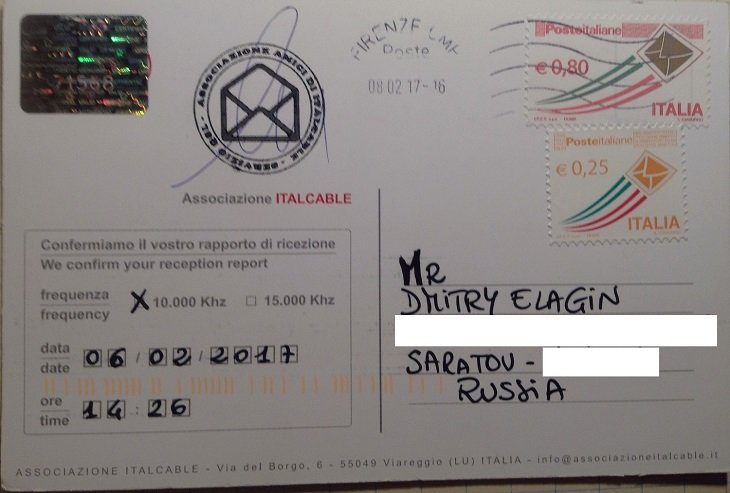 71568
ASSOCIAZIONE AMICI DI ITALCABLE - SERVIZIO QSL -
FIRENZE CMP
Poste
08.02 17-16
Posteitaliane
€ 0,80
ITALIA
Posteitaliane
€ 0,25
ITALIA
Associazione ITALCABLE
Confermiamo il vostro rapporto di ricezione
We confirm your reception report
frequenza
frequency
X 10.000 Khz □ 15.000 Khz
data
date
06/02/2017
ore
time
14:26
MR
DMITRY ELAGIN
SARATOV -
RUSSIA
ASSOCIAZIONE ITALCABLE - Via del Borgo, 6 - 55049 Viareggio (LU) ITALIA - info@associazioneitalcable.it